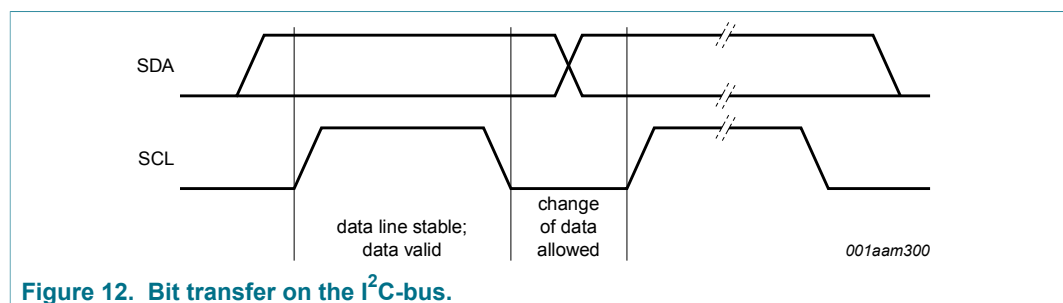 SDA
SCL
data line stable;
data valid
change
of data
allowed
001aam300
Figure 12. Bit transfer on the I²C-bus.